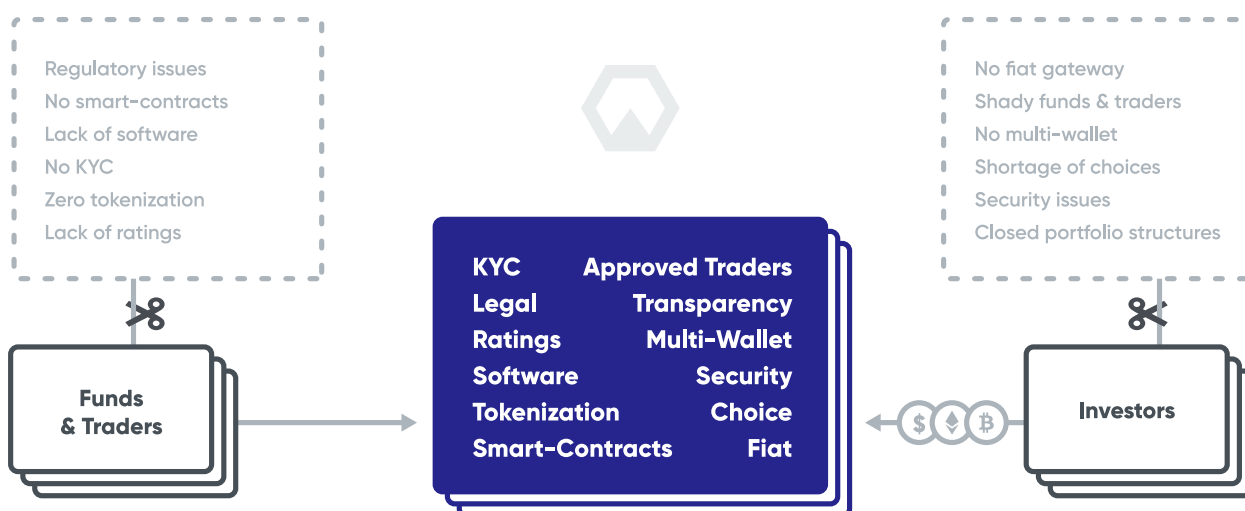 Regulatory issues
No smart-contracts
Lack of software
No KYC
Zero tokenization
Lack of ratings
Funds
& Traders
KYC Approved Traders
Legal Transparency
Ratings Multi-Wallet
Software Security
Tokenization Choice
Smart-Contracts Fiat
No fiat gateway
Shady funds & traders
No multi-wallet
Shortage of choices
Security issues
Closed portfolio structures
Investors